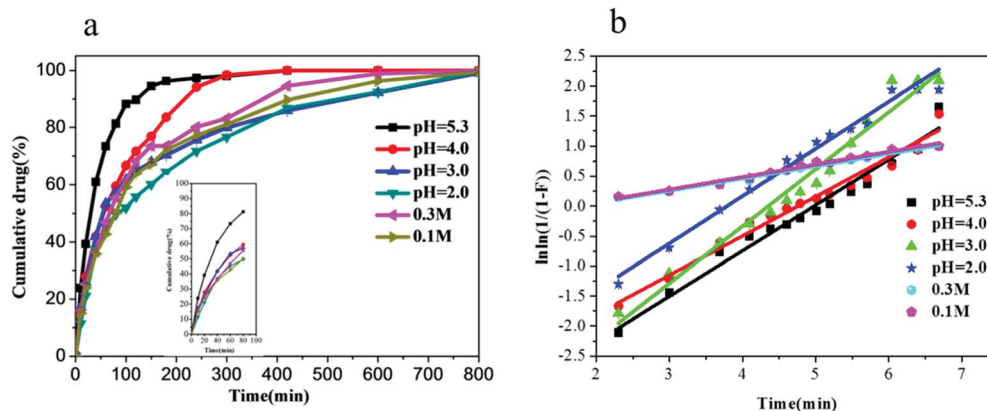 a
Cumulative drug(%)
100
80
60
40
20
0
0 100 200 300 400 500 600 700 800
Time(min)
pH=5.3
pH=4.0
pH=3.0
pH=2.0
0.3M
0.1M
Cumulative drug(%)
100
90
80
70
60
50
40
30
20
10
0
0 20 40 60 80 100
Time(min)
b
lnln(1/(1-F))
2.5
2.0
1.5
1.0
0.5
0.0
-0.5
-1.0
-1.5
-2.0
-2.5
2 3 4 5 6 7
Time(min)
pH=5.3
pH=4.0
pH=3.0
pH=2.0
0.3M
0.1M